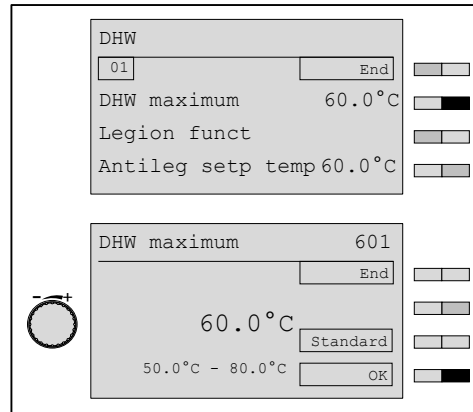 DHW
01 End
DHW maximum 60.0°C
Legion funct
Antileg setp temp 60.0°C
DHW maximum 601
End
- +
60.0°C
Standard
50.0°C - 80.0°C OK